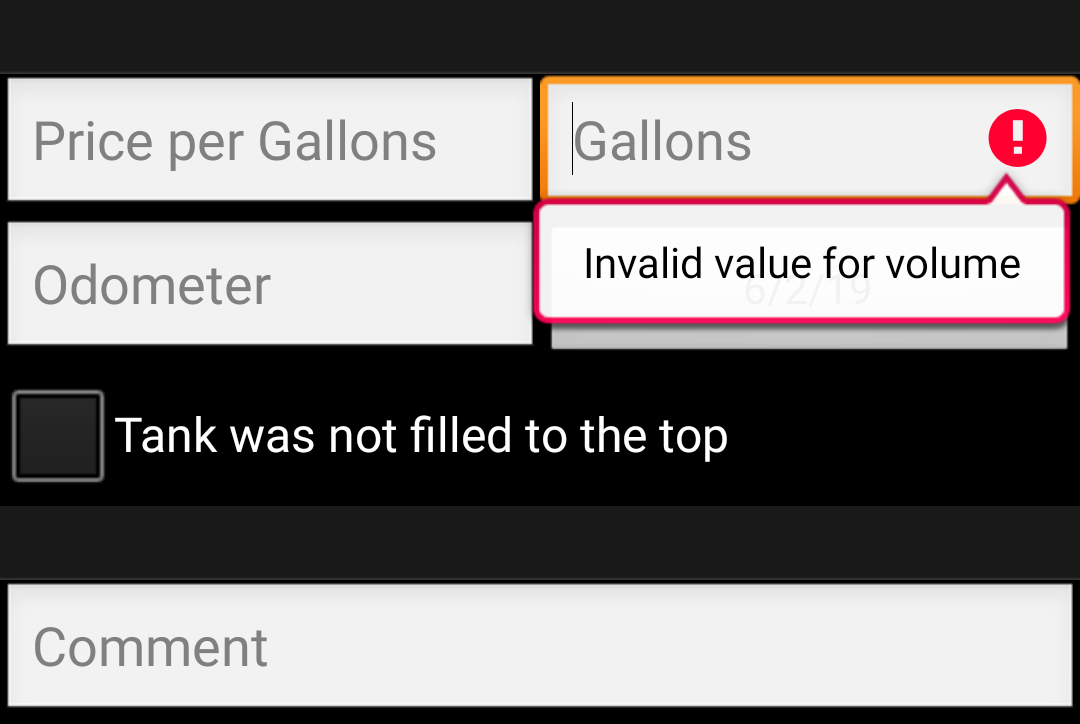 Price per Gallons
Gallons
Odometer
Invalid value for volume
6/2/19
Tank was not filled to the top
Comment